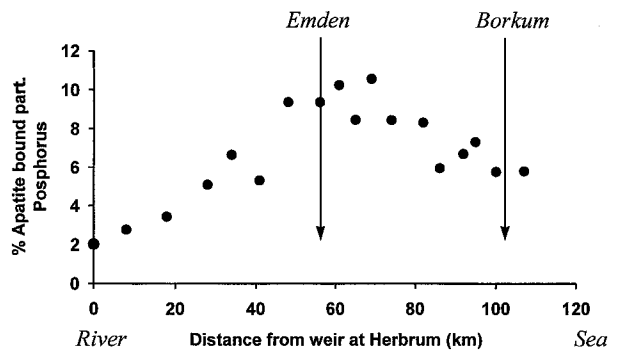 Emden Borkum
12
10
8
6
4
2
0
% Apatite bound part.
Posphorus
0 20 40 60 80 100 120
River Distance from weir at Herbrum (km) Sea